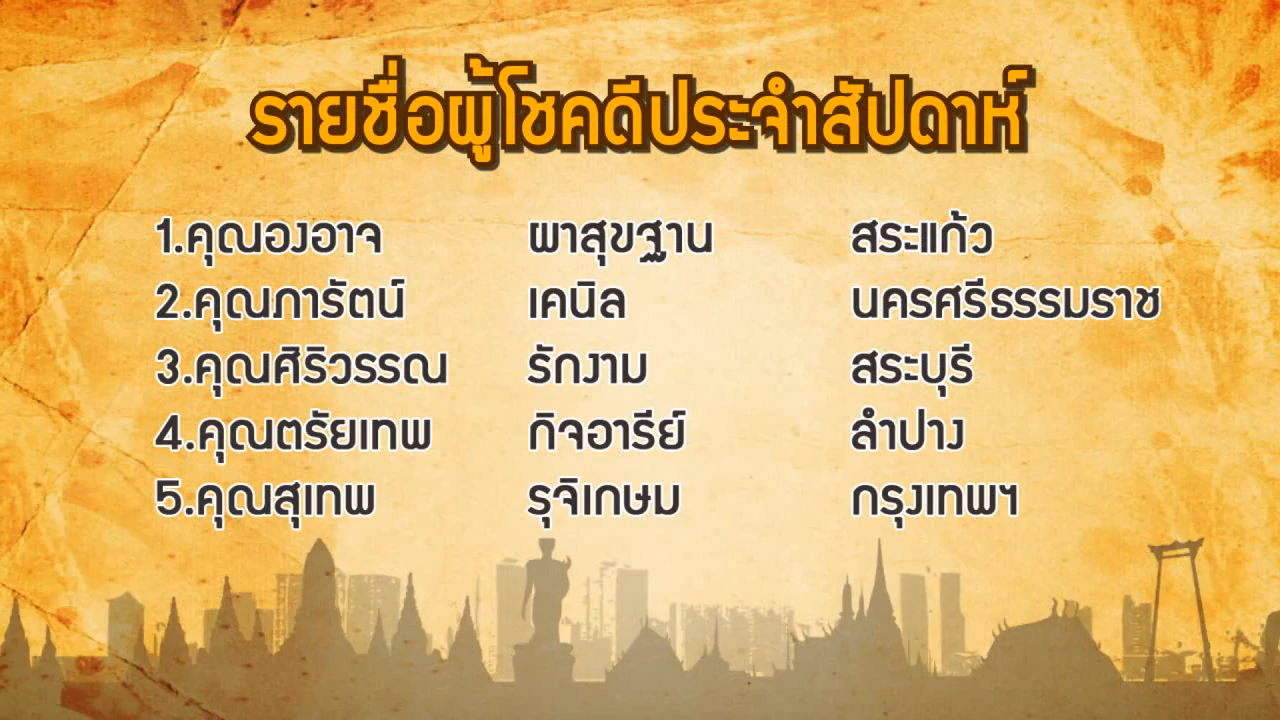 รายชื่อผู้โชคดีประจำสัปดาห์
1.คุณองอาจ ผาสุขฐาน สระแก้ว
2.คุณภารัตน์ เคนิล นครศรีธรรมราช
3.คุณศิริวรรณ รักงาม สระบุรี
4.คุณตรัยเทพ กิจอารีย์ ลำปาง
5.คุณสุเทพ รุจิเกษม กรุงเทพฯ